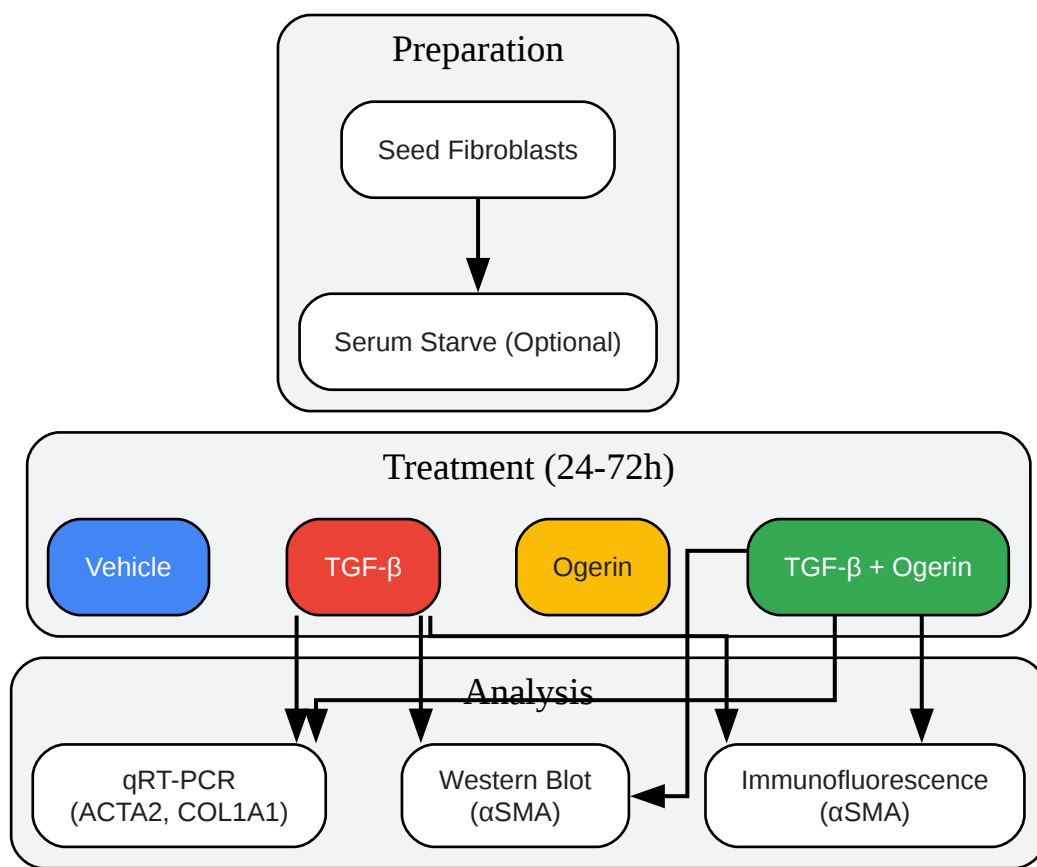 Preparation
Seed Fibroblasts
Serum Starve (Optional)
Treatment (24-72h)
Vehicle
TGF-β
Ogerin
TGF-β + Ogerin
Analysis
qRT-PCR
(ACTA2, COL1A1)
Western Blot
(αSMA)
Immunofluorescence
(αSMA)